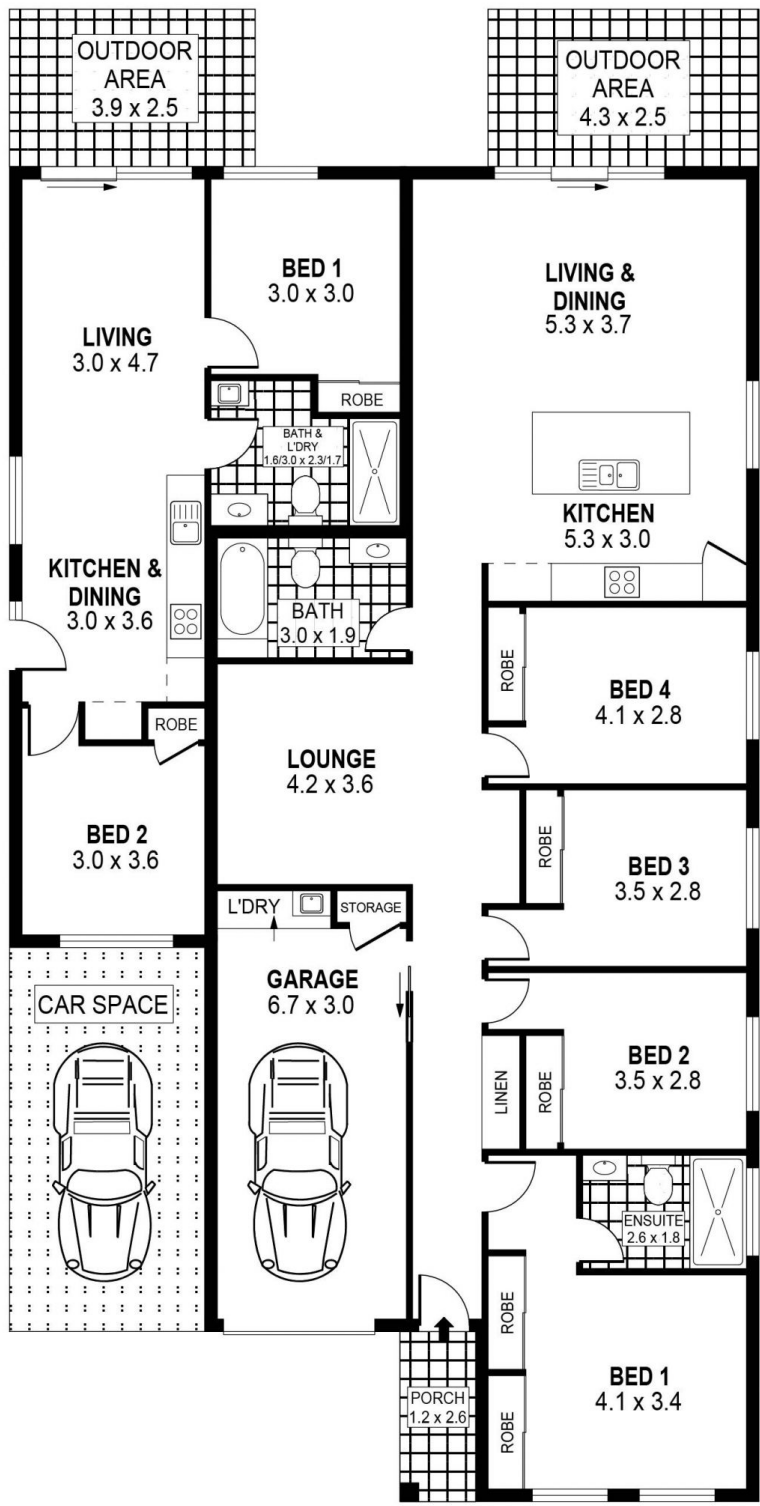 OUTDOOR
AREA
3.9 x 2.5
OUTDOOR
AREA
4.3 x 2.5
BED 1
3.0 x 3.0
LIVING &
DINING
5.3 x 3.7
LIVING
3.0 x 4.7
ROBE
BATH &
L'DRY
1.6/3.0 x 2.3/1.7
KITCHEN
5.3 x 3.0
KITCHEN &
DINING
3.0 x 3.6
BATH
3.0 x 1.9
ROBE
BED 4
4.1 x 2.8
ROBE
LOUNGE
4.2 x 3.6
BED 2
3.0 x 3.6
ROBE
BED 3
3.5 x 2.8
L'DRY
STORAGE
GARAGE
6.7 x 3.0
CAR SPACE
LINEN
ROBE
BED 2
3.5 x 2.8
ENSUITE
2.6 x 1.8
ROBE
BED 1
4.1 x 3.4
ROBE
PORCH
1.2 x 2.6